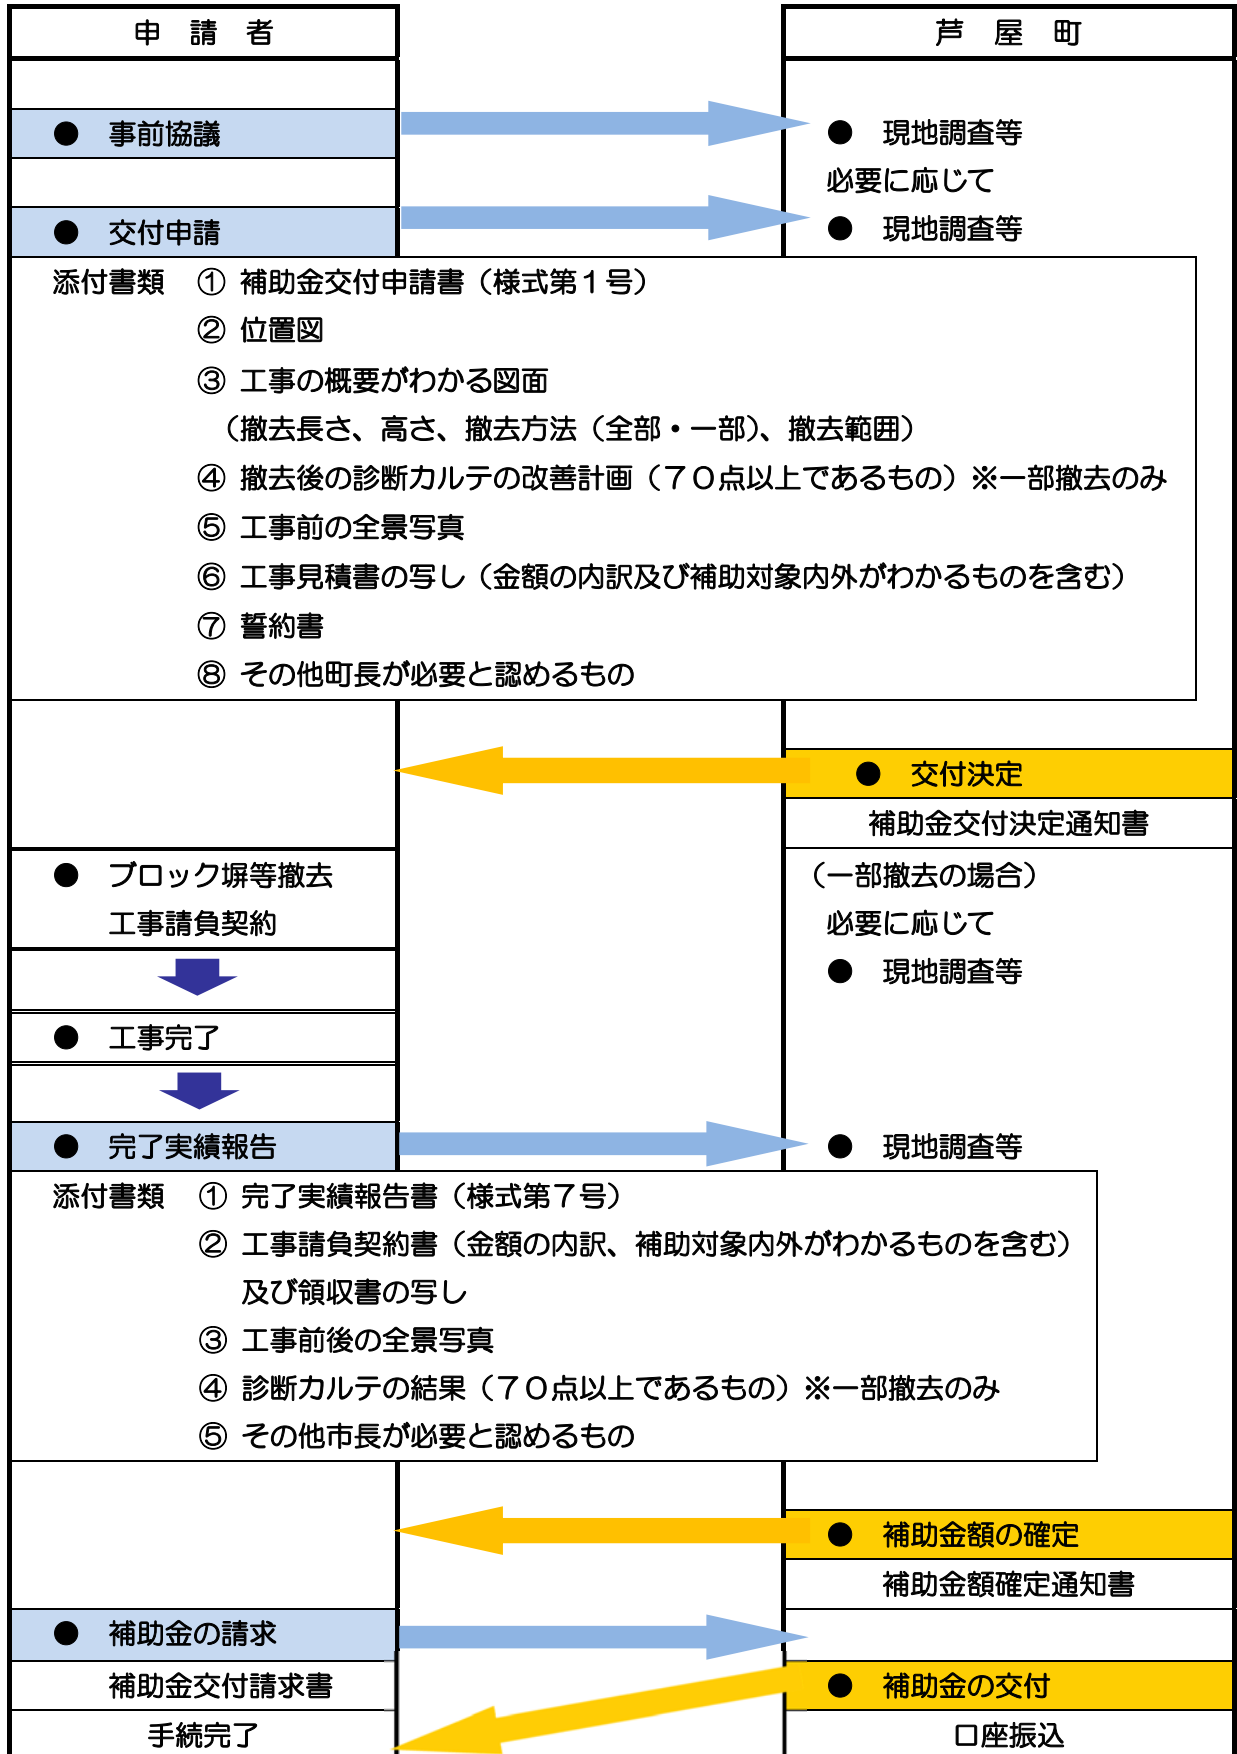 申 請 者
芦 屋 町
● 事前協議
● 現地調査等
必要に応じて
● 交付申請
● 現地調査等
添付書類 ① 補助金交付申請書（様式第１号）
② 位置図
③ 工事の概要がわかる図面
（撤去長さ、高さ、撤去方法（全部・一部）、撤去範囲）
④ 撤去後の診断カルテの改善計画（７０点以上であるもの）※一部撤去のみ
⑤ 工事前の全景写真
⑥ 工事見積書の写し（金額の内訳及び補助対象内外がわかるものを含む）
⑦ 誓約書
⑧ その他町長が必要と認めるもの
● 交付決定
補助金交付決定通知書
● ブロック塀等撤去
工事請負契約
（一部撤去の場合）
必要に応じて
● 現地調査等
● 工事完了
● 完了実績報告
● 現地調査等
添付書類 ① 完了実績報告書（様式第７号）
② 工事請負契約書（金額の内訳、補助対象内外がわかるものを含む）
及び領収書の写し
③ 工事前後の全景写真
④ 診断カルテの結果（７０点以上であるもの）※一部撤去のみ
⑤ その他市長が必要と認めるもの
● 補助金額の確定
補助金額確定通知書
● 補助金の請求
補助金交付請求書
● 補助金の交付
手続完了
口座振込